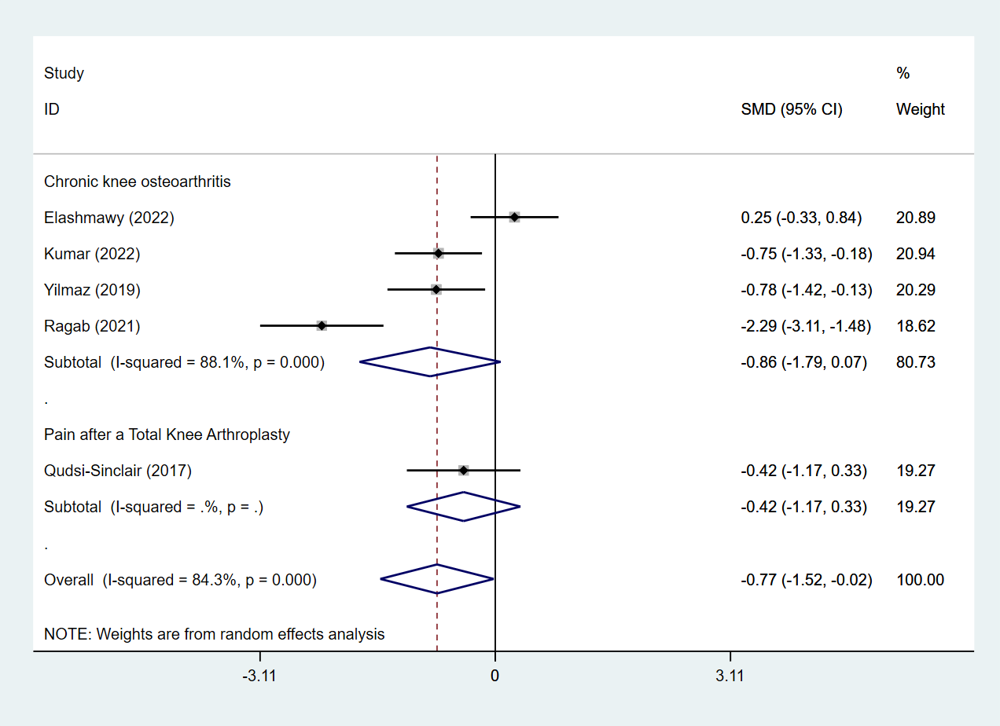 Study %
ID SMD (95% CI) Weight
Chronic knee osteoarthritis
Elashmawy (2022) 0.25 (-0.33, 0.84) 20.89
Kumar (2022) -0.75 (-1.33, -0.18) 20.94
Yilmaz (2019) -0.78 (-1.42, -0.13) 20.29
Ragab (2021) -2.29 (-3.11, -1.48) 18.62
Subtotal (I-squared = 88.1%, p = 0.000) -0.86 (-1.79, 0.07) 80.73
.
Pain after a Total Knee Arthroplasty
Qudsi-Sinclair (2017) -0.42 (-1.17, 0.33) 19.27
Subtotal (I-squared = .%, p = .) -0.42 (-1.17, 0.33) 19.27
.
Overall (I-squared = 84.3%, p = 0.000) -0.77 (-1.52, -0.02) 100.00
NOTE: Weights are from random effects analysis
-3.11 0 3.11